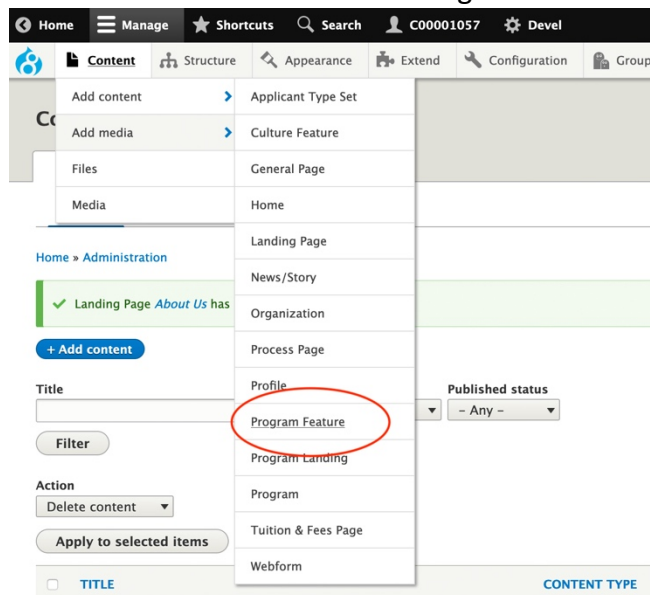 Home Manage Shortcuts Search C00001057 Devel
Content Structure Appearance Extend Configuration Group
Add content Applicant Type Set
Add media Culture Feature
Files General Page
Media Home
Landing Page
Home » Administration
News/Story
Landing Page About Us has
Organization
+ Add content Process Page
Title Profile Published status
– Any –
Program Feature
Filter
Program Landing
Action
Delete content Program
Apply to selected items Tuition & Fees Page
Webform
TITLE CONTENT TYPE